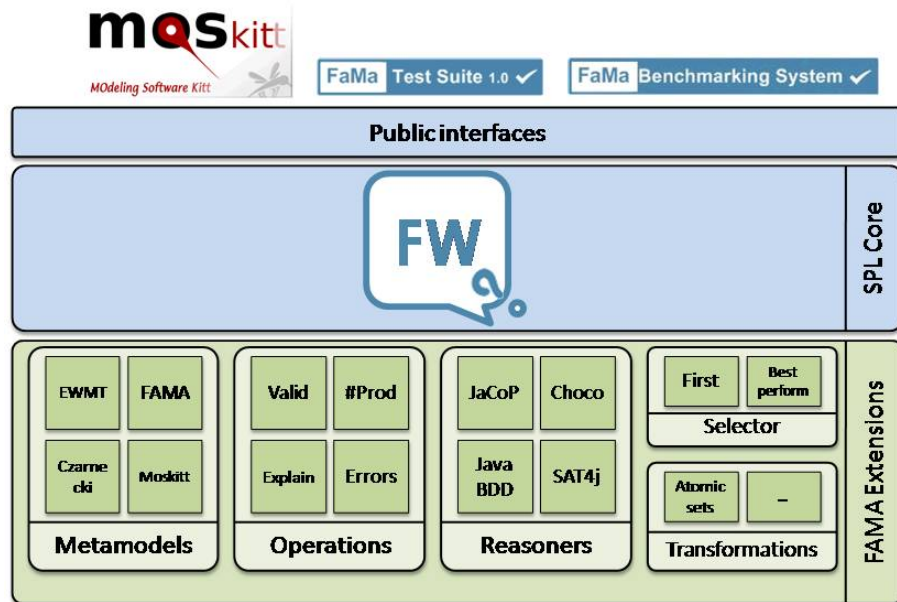 mosKitt
MOdeling Software Kitt
FaMa Test Suite 1.0
FaMa Benchmarking System
Public interfaces
FW
SPL Core
EWMT
FAMA
Czarne
cki
Moskitt
Metamodels
Valid
#Prod
Explain
Errors
Operations
JaCoP
Choco
Java
BDD
SAT4j
Reasoners
First
Best
perform
Selector
Atomic
sets
–
Transformations
FAMA Extensions